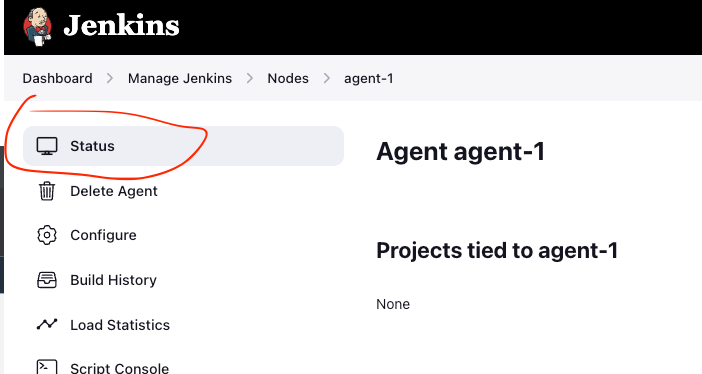 Jenkins
Dashboard > Manage Jenkins > Nodes > agent-1
Status
Agent agent-1
Delete Agent
Configure
Projects tied to agent-1
Build History
None
Load Statistics
Script Console